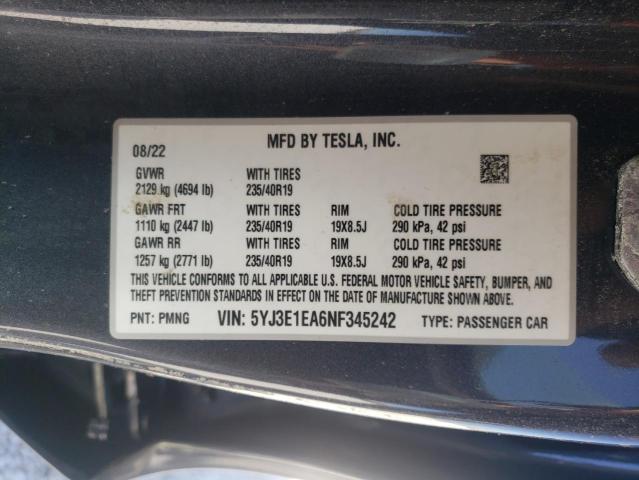 MFD BY TESLA, INC.
08/22
GVWR WITH TIRES
2129 kg (4694 lb) 235/40R19
GAWR FRT WITH TIRES RIM COLD TIRE PRESSURE
1110 kg (2447 lb) 235/40R19 19X8.5J 290 kPa, 42 psi
GAWR RR WITH TIRES RIM COLD TIRE PRESSURE
1257 kg (2771 lb) 235/40R19 19X8.5J 290 kPa, 42 psi
THIS VEHICLE CONFORMS TO ALL APPLICABLE U.S. FEDERAL MOTOR VEHICLE SAFETY, BUMPER, AND
THEFT PREVENTION STANDARDS IN EFFECT ON THE DATE OF MANUFACTURE SHOWN ABOVE.
PNT: PMNG VIN: 5YJ3E1EA6NF345242 TYPE: PASSENGER CAR